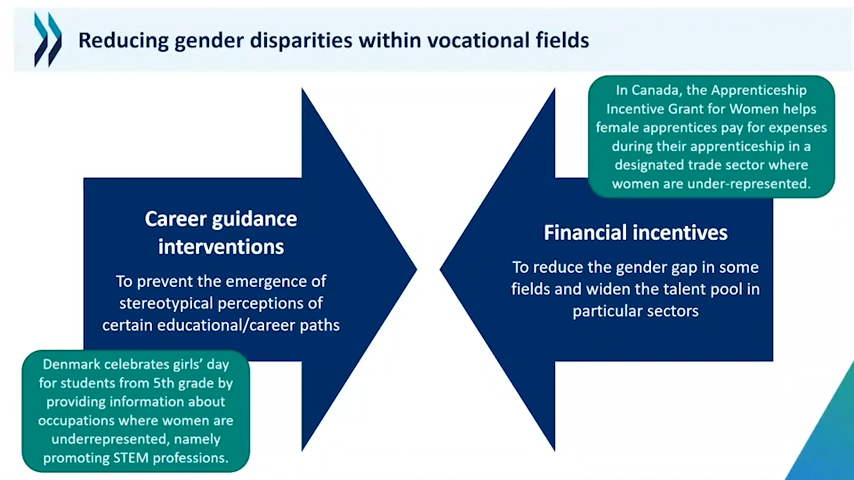 Reducing gender disparities within vocational fields
In Canada, the Apprenticeship
Incentive Grant for Women helps
female apprentices pay for expenses
during their apprenticeship in a
designated trade sector where
women are under-represented.
Career guidance
interventions
To prevent the emergence of
stereotypical perceptions of
certain educational/career paths
Financial incentives
To reduce the gender gap in some
fields and widen the talent pool in
particular sectors
Denmark celebrates girls’ day
for students from 5th grade by
providing information about
occupations where women are
underrepresented, namely
promoting STEM professions.